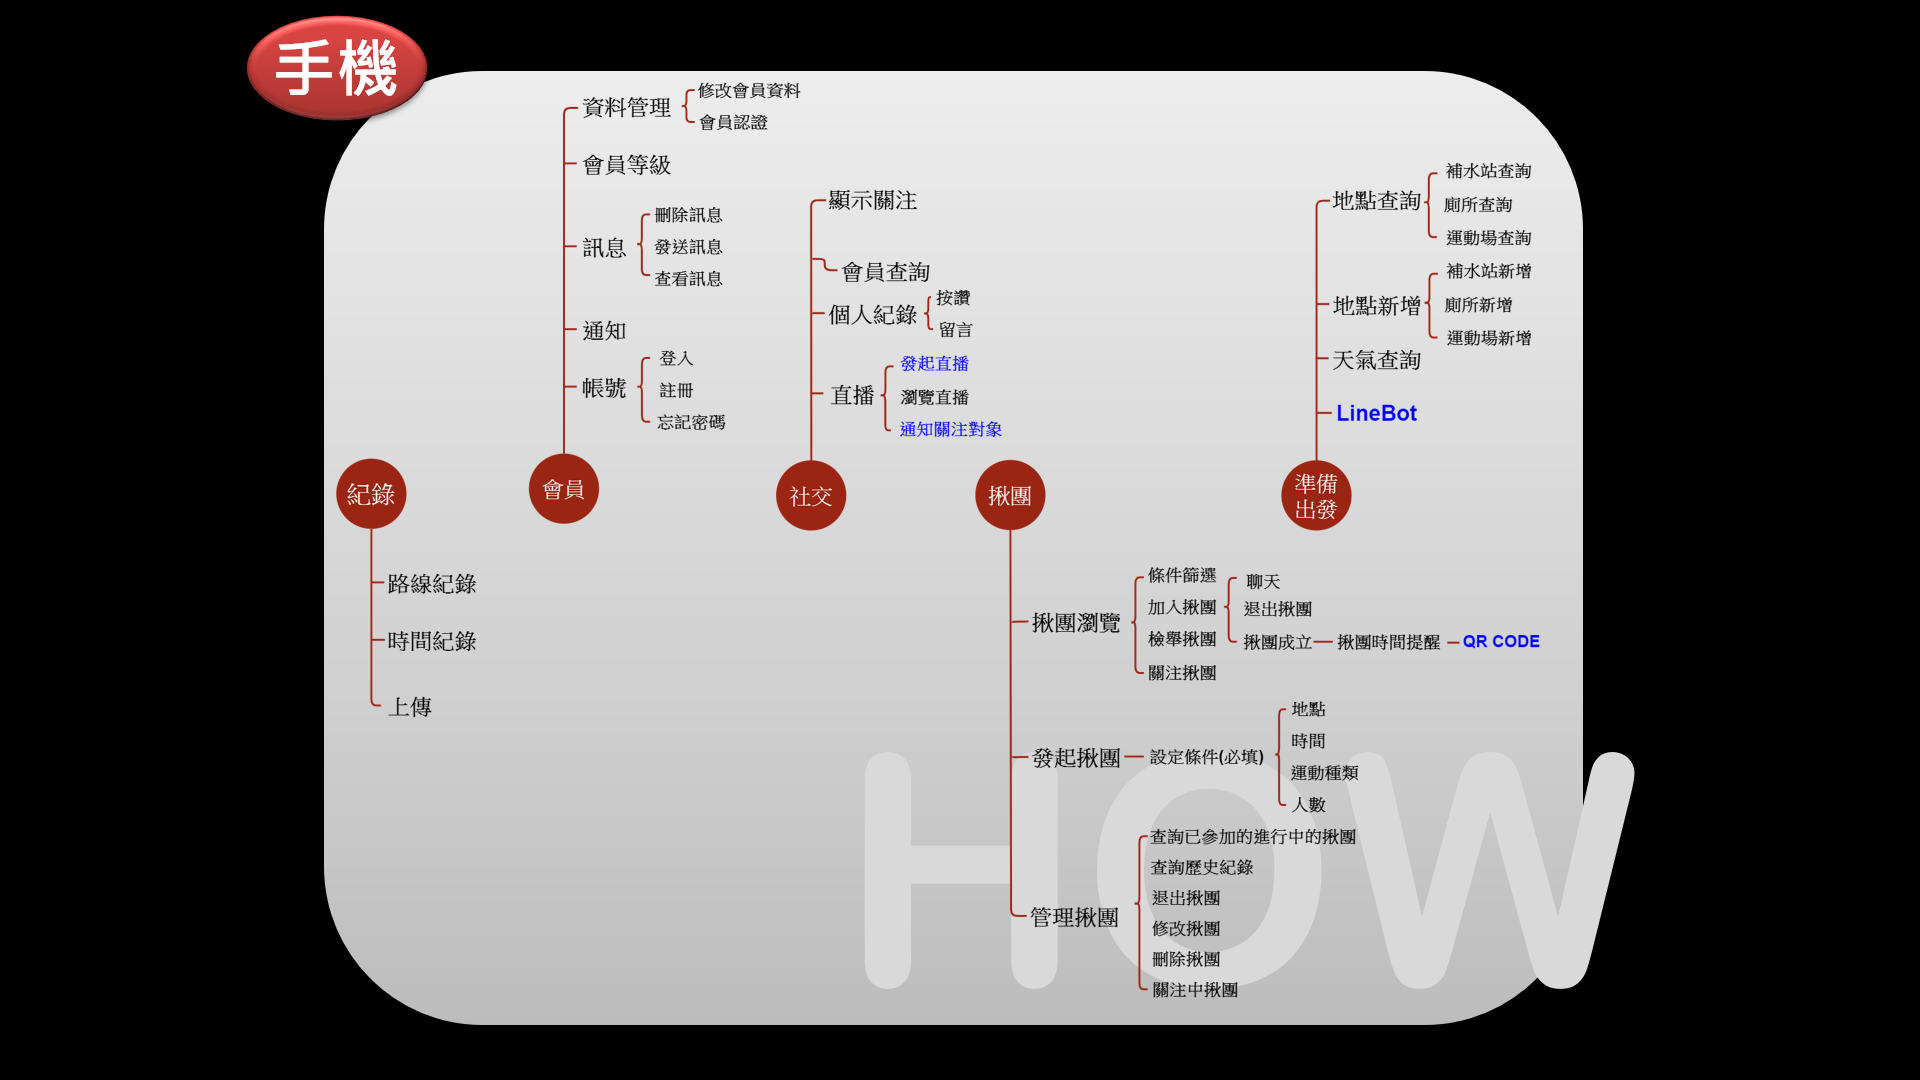 手機
紀錄
路線紀錄
時間紀錄
上傳
會員
資料管理
修改會員資料
會員認證
會員等級
訊息
刪除訊息
發送訊息
查看訊息
通知
帳號
登入
註冊
忘記密碼
社交
顯示關注
會員查詢
個人紀錄
按讚
留言
直播
發起直播
瀏覽直播
通知關注對象
揪團
揪團瀏覽
條件篩選
加入揪團
聊天
退出揪團
揪團成立
揪團時間提醒
QR CODE
檢舉揪團
關注揪團
發起揪團
設定條件(必填)
地點
時間
運動種類
人數
管理揪團
查詢已參加的進行中的揪團
查詢歷史紀錄
退出揪團
修改揪團
刪除揪團
關注中揪團
準備
出發
地點查詢
補水站查詢
廁所查詢
運動場查詢
地點新增
補水站新增
廁所新增
運動場新增
天氣查詢
LineBot
HOW